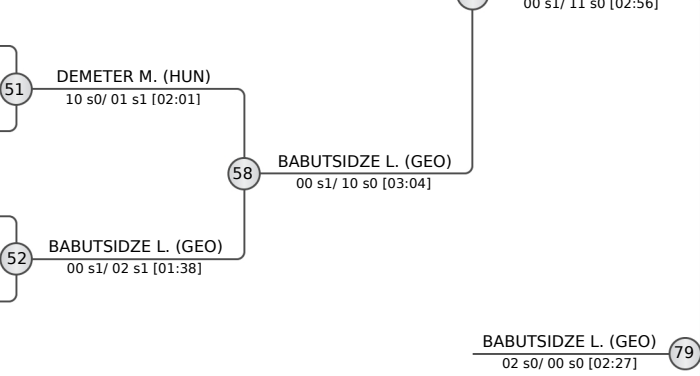 00 s1/ 11 s0 [02:56]
51
DEMETER M. (HUN)
10 s0/ 01 s1 [02:01]
58
BABUTSIDZE L. (GEO)
00 s1/ 10 s0 [03:04]
52
BABUTSIDZE L. (GEO)
00 s1/ 02 s1 [01:38]
BABUTSIDZE L. (GEO)
79
02 s0/ 00 s0 [02:27]